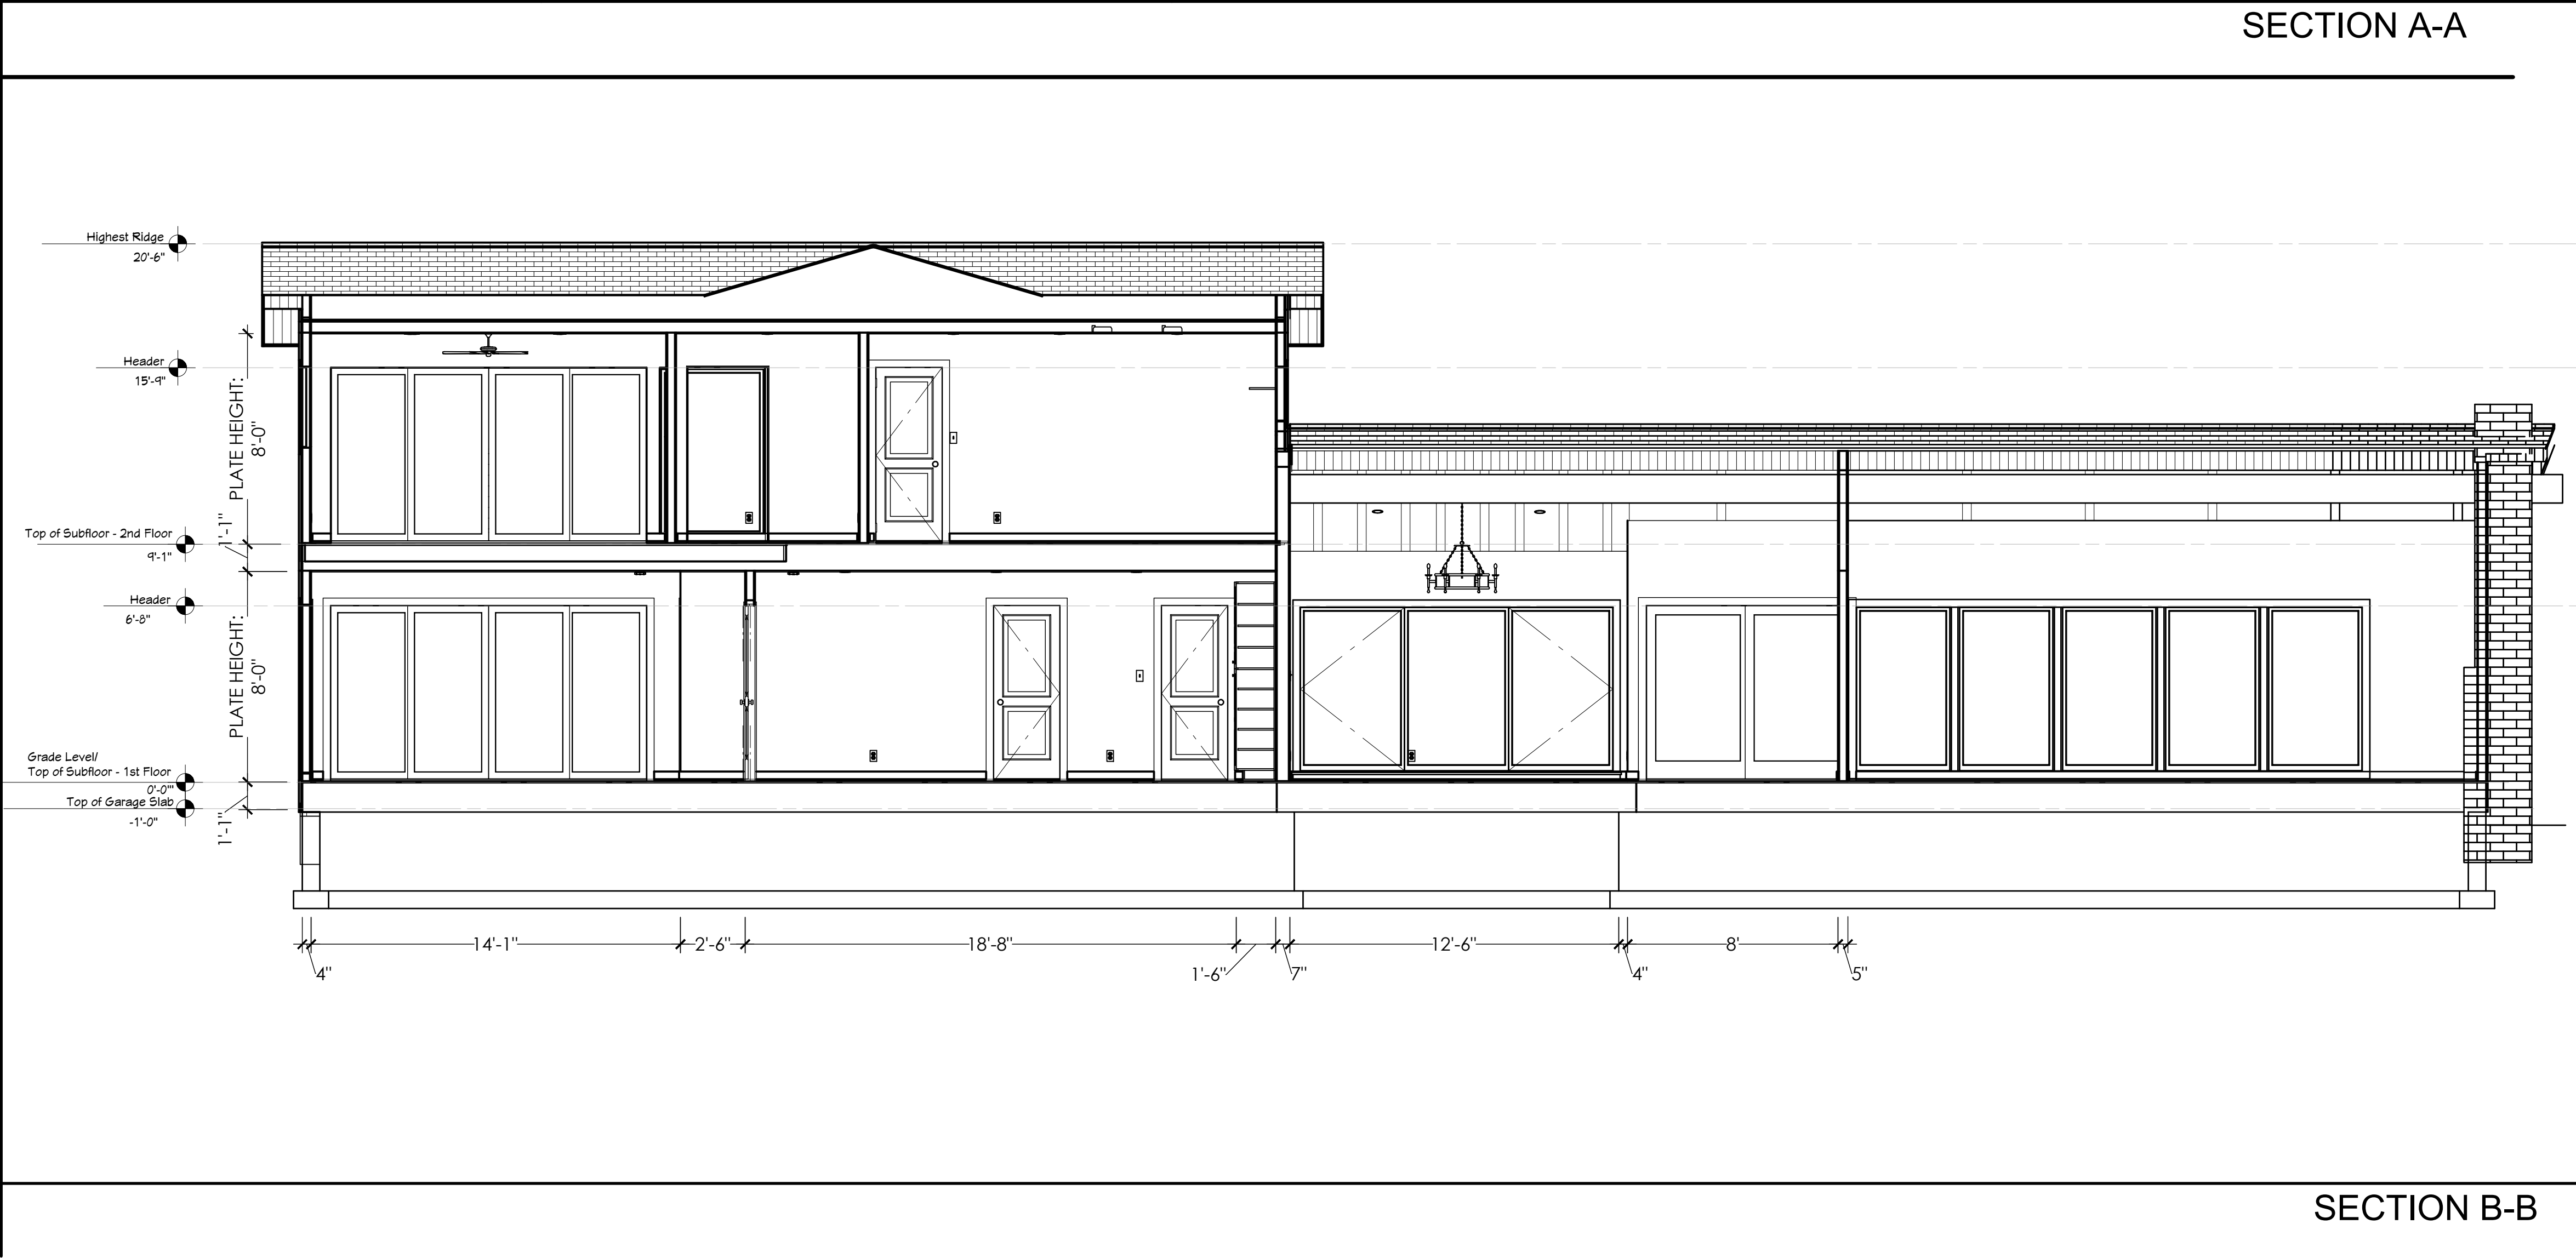 SECTION A-A
Highest Ridge
20'-6"
Header
15'-9"
PLATE HEIGHT:
8'-0"
Top of Subfloor - 2nd Floor
9'-1"
1'-1"
Header
6'-8"
PLATE HEIGHT:
8'-0"
Grade Level/
Top of Subfloor - 1st Floor
0'-0"
Top of Garage Slab
-1'-0"
1'-1"
14'-1"
2'-6"
18'-8"
12'-6"
8'
4"
1'-6"
7"
4"
5"
SECTION B-B